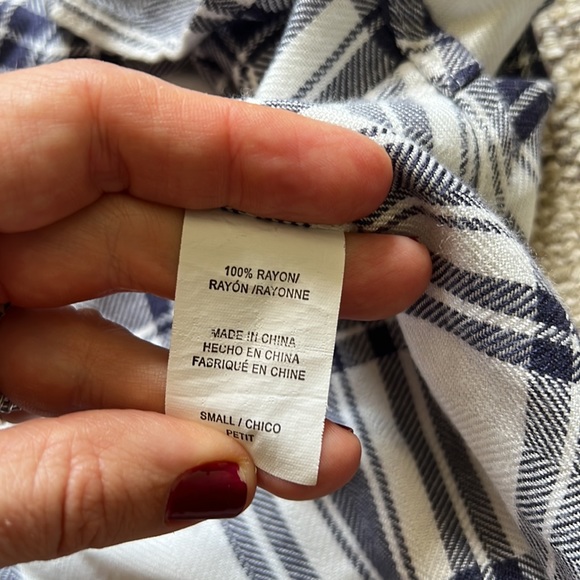 100% RAYON/
RAYÓN /RAYONNE
MADE IN CHINA
HECHO EN CHINA
FABRIQUÉ EN CHINE
SMALL / CHICO
PETIT